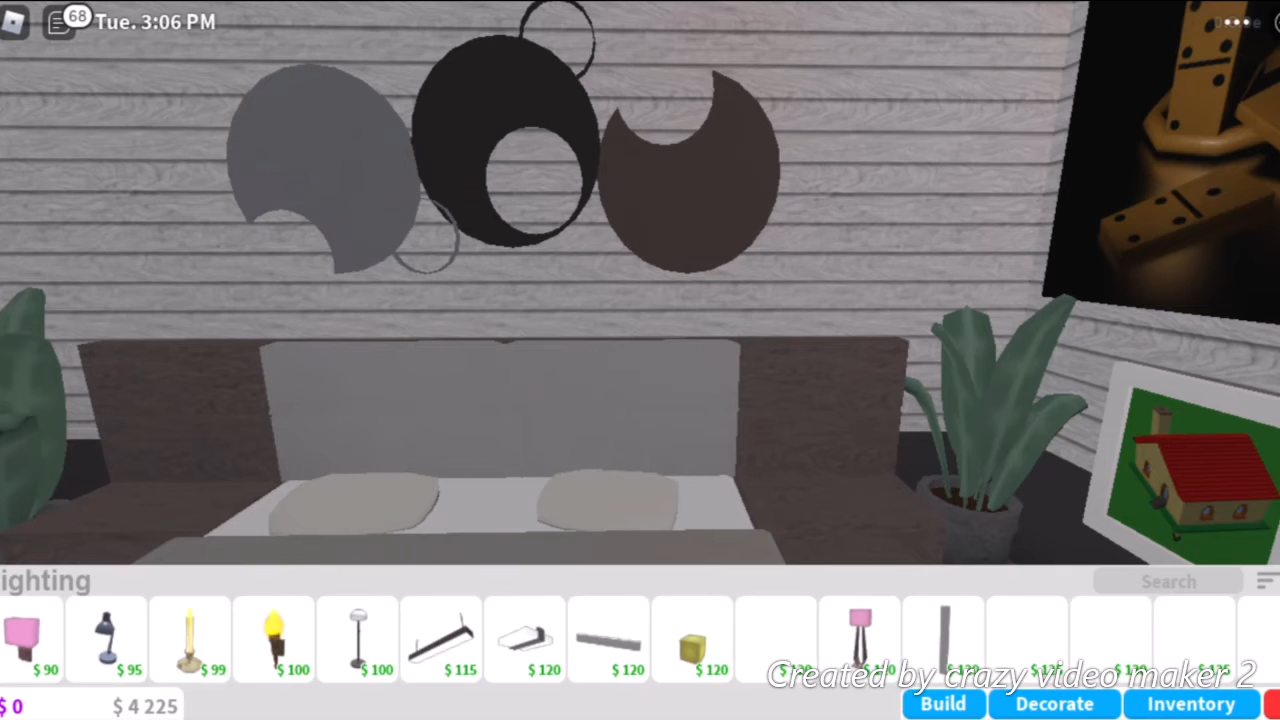 68 Tue. 3:06 PM
ighting
Search
$ 90 $ 95 $ 99 $ 100 $ 100 $ 115 $ 120 $ 120 $ 120
Created by crazy video maker 2
$ 0 $ 4 225 Build Decorate Inventory